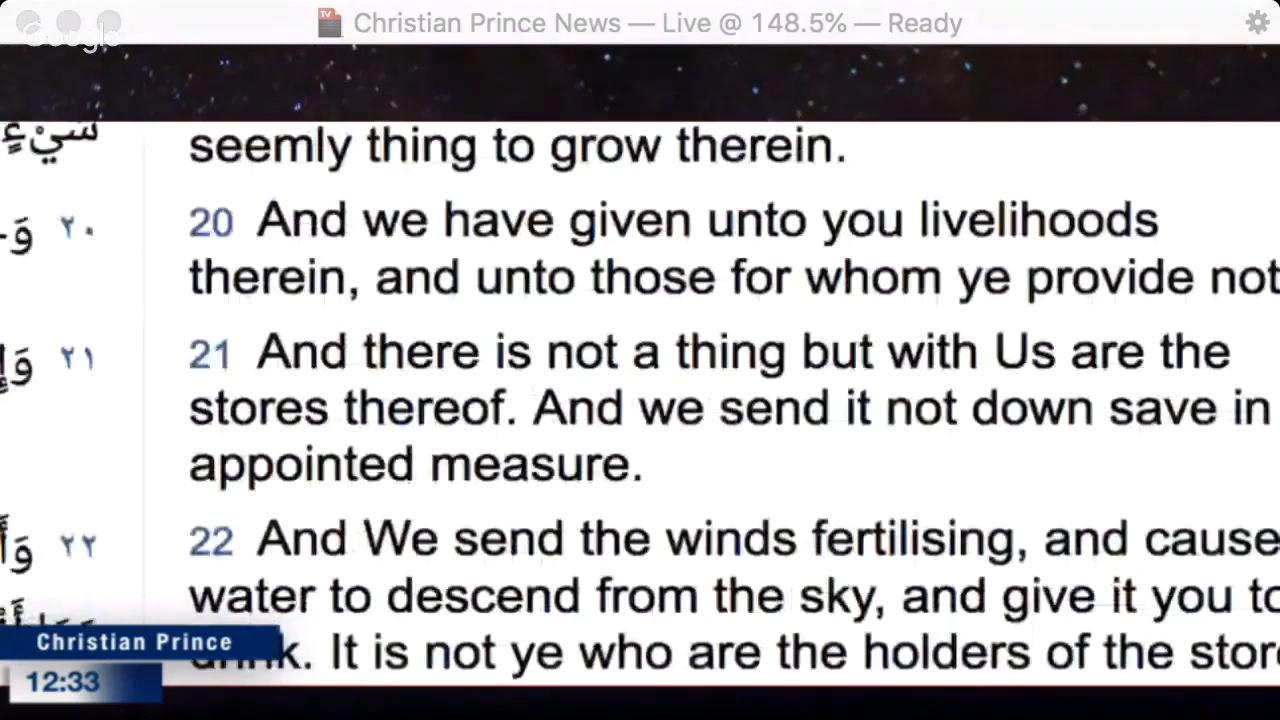 Christian Prince News — Live @ 148.5% — Ready
Google
شَيْءٍ
seemly thing to grow therein.
٢٠
20 And we have given unto you livelihoods
therein, and unto those for whom ye provide not
٢١
21 And there is not a thing but with Us are the
stores thereof. And we send it not down save in
appointed measure.
٢٢
22 And We send the winds fertilising, and cause
water to descend from the sky, and give it you to
drink. It is not ye who are the holders of the store
Christian Prince
12:33